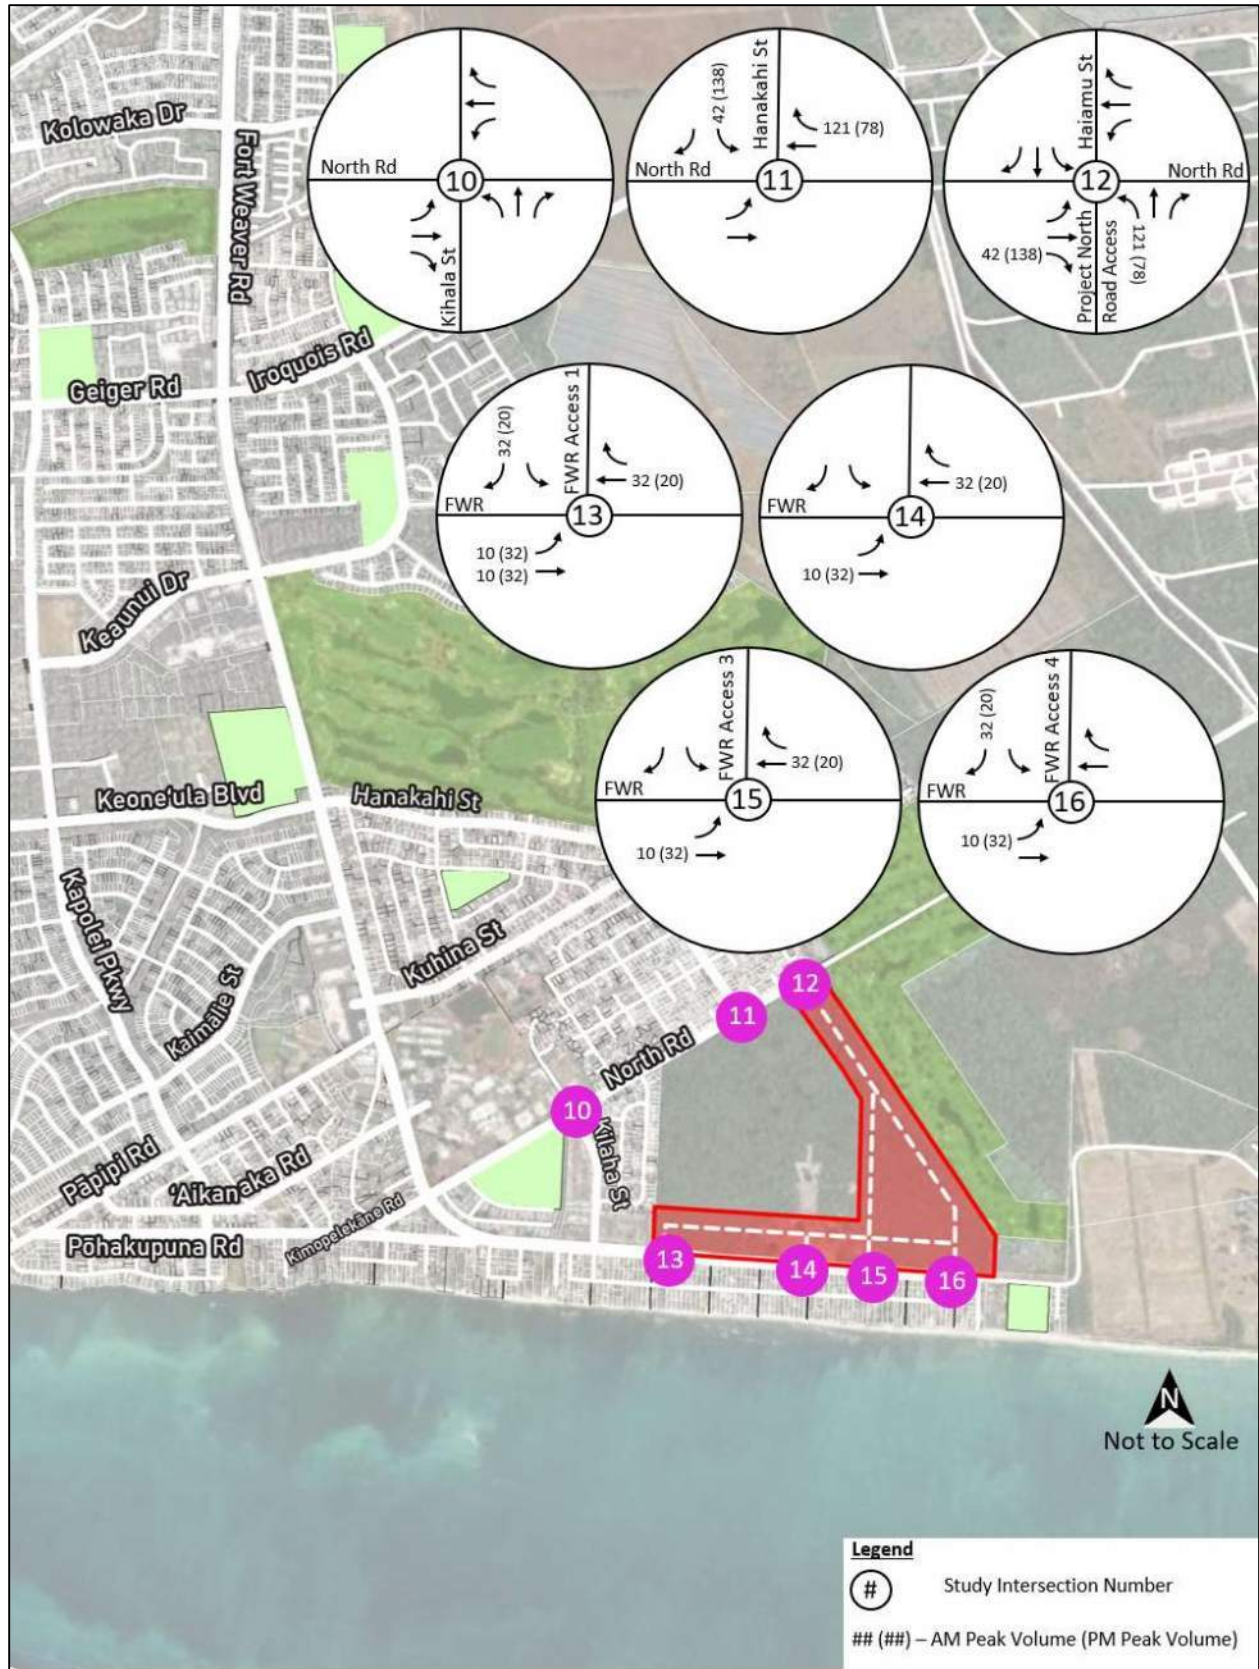 Kolowaka Dr
Fort Weaver Rd
North Rd
10
Kihala St
42 (138)
Hanakahi St
121 (78)
North Rd
11
Haiamu St
North Rd
12
42 (138)
Project North
Road Access
121 (78)
Geiger Rd
Iroquois Rd
32 (20)
FWR Access 1
32 (20)
FWR
13
10 (32)
10 (32)
32 (20)
FWR
14
10 (32)
Keaunui Dr
FWR Access 3
32 (20)
FWR
15
10 (32)
32 (20)
FWR Access 4
FWR
16
10 (32)
Keone'ula Blvd
Hanakahi St
Kapolei Pkwy
Kaimalie St
Kuhina St
12
11
North Rd
10
Kilaha St
Pāpipi Rd
'Aikanaka Rd
Kimopelekāne Rd
Pōhakupuna Rd
13
14
15
16
N
Not to Scale
Legend
# Study Intersection Number
## (##) – AM Peak Volume (PM Peak Volume)